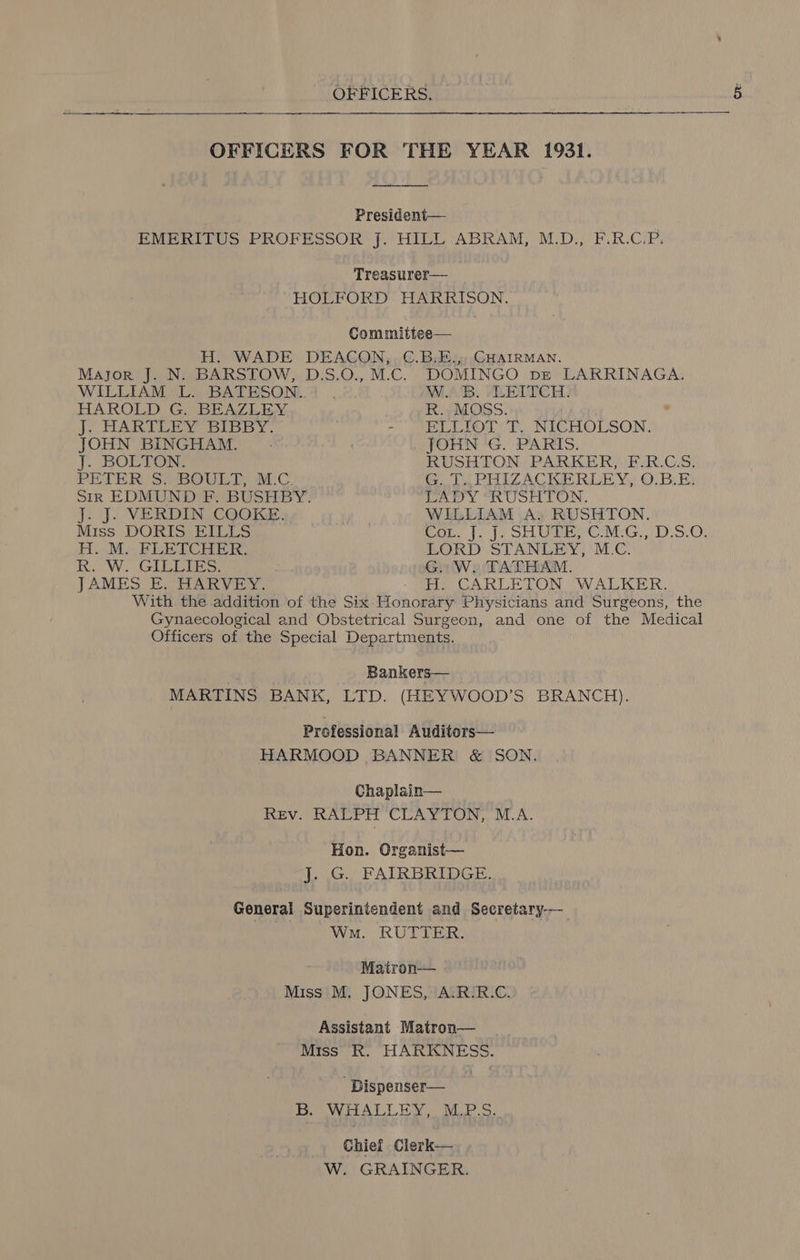 OFFICERS. 5
OFFICERS FOR THE YEAR 1931.
President—
EMERITUS PROFESSOR J. HILL ABRAM, M.D., F.R.C.P.
Treasurer—
HOLFORD HARRISON.
Committee—
H. WADE DEACON, C.B.E., CHAIRMAN.
MAJOR J. N. BARSTOW, D.S.O., M.C. DOMINGO DE LARRINAGA.
WILLIAM L. BATESON. W. B. LEITCH.
HAROLD G. BEAZLEY R. MOSS.
J. HARTLEY BIBBY. ELLIOT T. NICHOLSON.
JOHN BINGHAM. JOHN G. PARIS.
J. BOLTON. RUSHTON PARKER, F.R.C.S.
PETER S. BOULT, M.C. G. T. PHIZACKERLEY, O.B.E.
SIR EDMUND F. BUSHBY. LADY RUSHTON.
J. J. VERDIN COOKE. WILLIAM A. RUSHTON.
MISS DORIS EILLS COL. J. J. SHUTE, C.M.G., D.S.O.
H. M. FLETCHER. LORD STANLEY, M.C.
R. W. GILLIES. G. W. TATHAM.
JAMES E. HARVEY. H. CARLETON WALKER.
With the addition of the Six Honorary Physicians and Surgeons, the
Gynaecological and Obstetrical Surgeon, and one of the Medical
Officers of the Special Departments.
Bankers—
MARTINS BANK, LTD. (HEYWOOD'S BRANCH).
Professional Auditors—
HARMOOD BANNER & SON.
Chaplain—
REV. RALPH CLAYTON, M.A.
Hon. Organist—
J. G. FAIRBRIDGE.
General Superintendent and Secretary—
WM. RUTTER.
Matron—
MISS M. JONES, A.R.R.C.
Assistant Matron—
MISS R. HARKNESS.
Dispenser—
B. WHALLEY, M.P.S.
Chief Clerk—
W. GRAINGER.